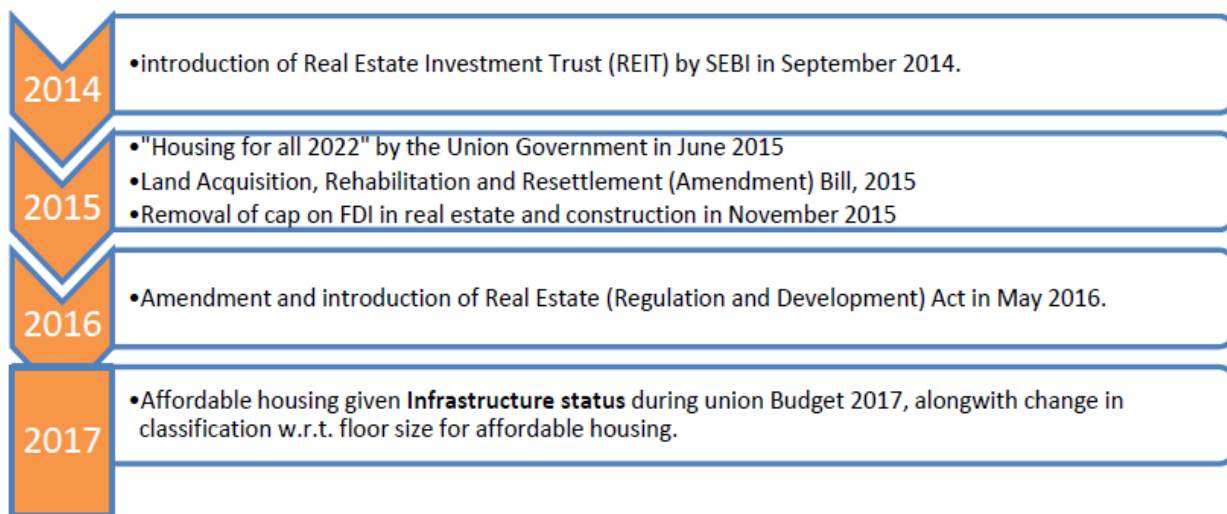 2014
•introduction of Real Estate Investment Trust (REIT) by SEBI in September 2014.
2015
•"Housing for all 2022" by the Union Government in June 2015
•Land Acquisition, Rehabilitation and Resettlement (Amendment) Bill, 2015
•Removal of cap on FDI in real estate and construction in November 2015
2016
•Amendment and introduction of Real Estate (Regulation and Development) Act in May 2016.
2017
•Affordable housing given Infrastructure status during union Budget 2017, alongwith change in
classification w.r.t. floor size for affordable housing.